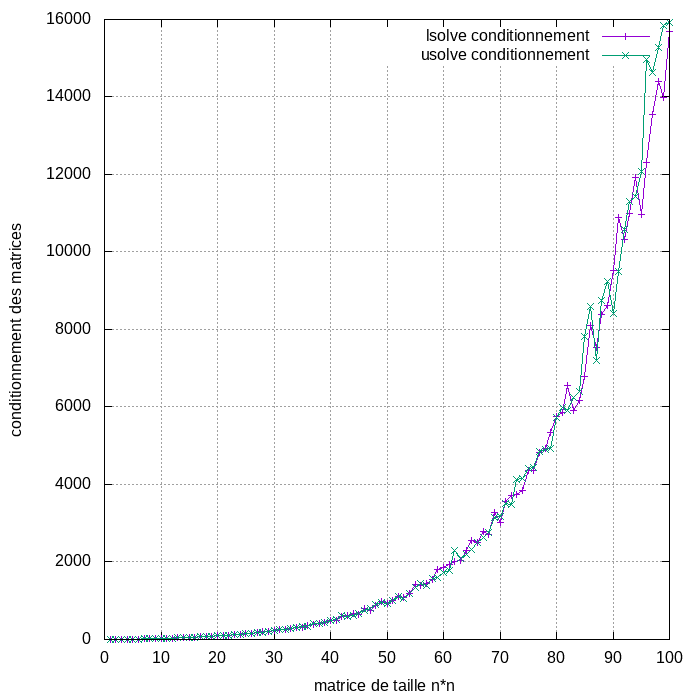 lsolve conditionnement
usolve conditionnement
16000
14000
12000
10000
8000
6000
4000
2000
0
conditionnement des matrices
0 10 20 30 40 50 60 70 80 90 100
matrice de taille n*n